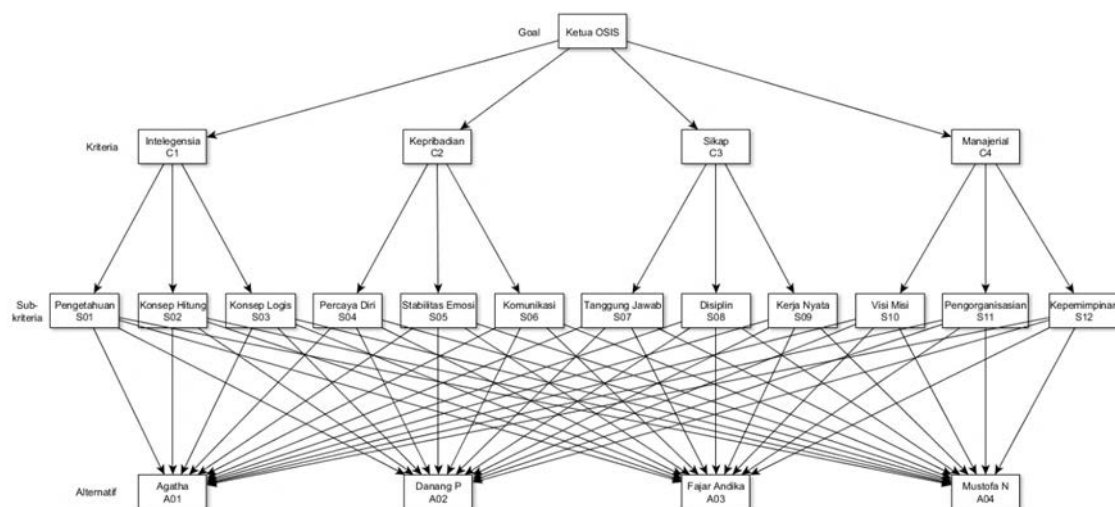 Goal
Ketua OSIS
Kriteria
Intelegensia
C1
Kepribadian
C2
Sikap
C3
Manajerial
C4
Sub-
kriteria
Pengetahuan
S01
Konsep Hitung
S02
Konsep Logis
S03
Percaya Diri
S04
Stabilitas Emosi
S05
Komunikasi
S06
Tanggung Jawab
S07
Disiplin
S08
Kerja Nyata
S09
Visi Misi
S10
Pengorganisasian
S11
Kepemimpinan
S12
Alternatif
Agatha
A01
Danang P
A02
Fajar Andika
A03
Mustofa N
A04